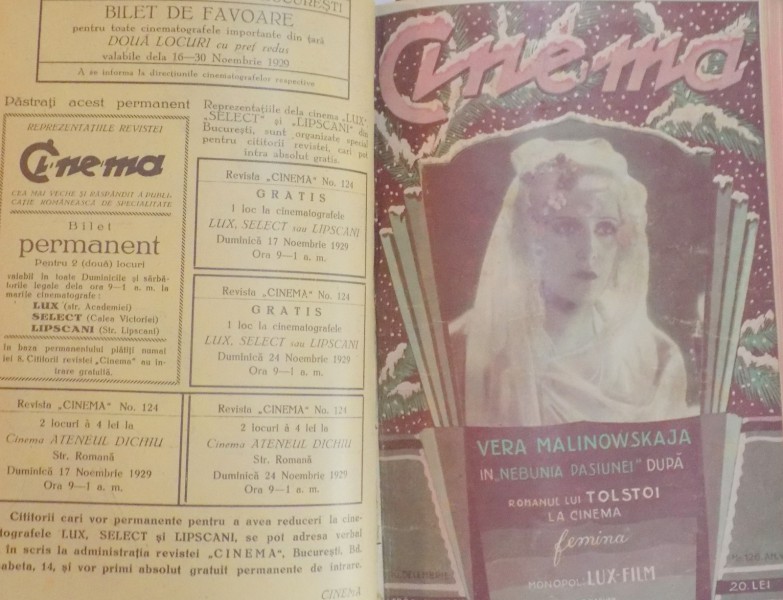 BUCUREȘTI
BILET DE FAVOARE
pentru toate cinematografele importante din țară
DOUĂ LOCURI cu preț redus
valabile dela 16—30 Noembrie 1929
A se informa la direcțiunile cinematografelor respective
Păstrați acest permanent
REPREZENTAȚIILE REVISTEI
Cinema
CEA MAI VECHE ȘI RĂSPÂNDITĂ PUBLI-
CAȚIE ROMÂNEASCĂ DE SPECIALITATE
Bilet
permanent
Pentru 2 (două) locuri
valabil în toate Duminicile și sărbă-
torile legale dela ora 9—1 a. m. la
marile cinematografe:
LUX (str. Academiei)
SELECT (Calea Victoriei)
LIPSCANI (Str. Lipscani)
In baza permanentului plătiți numai
lei 8. Cititorii revistei „Cinema” au in-
trare gratuită.
Reprezentațiile dela cinema „LUX-
„SELECT” și „LIPSCANI” din
București, sunt organizate special
pentru cititorii revistei, cari pot
intra absolut gratis.
Revista „CINEMA” No. 124
GRATIS
1 loc la cinematografele
LUX, SELECT sau LIPSCANI
Duminică 17 Noembrie 1929
Ora 9—1 a. m.
Revista „CINEMA” No. 124
GRATIS
1 loc la cinematografele
LUX, SELECT sau LIPSCANI
Duminică 24 Noembrie 1929
Ora 9—1 a. m.
Revista „CINEMA” No. 124
2 locuri à 4 lei la
Cinema ATENEUL DICHIU
Str. Romană
Duminică 17 Noembrie 1929
Ora 9—1 a. m.
Revista „CINEMA” No. 124
2 locuri à 4 lei la
Cinema ATENEUL DICHIU
Str. Romană
Duminică 24 Noembrie 1929
Ora 9—1 a. m.
Cititorii cari vor permanente pentru a avea reduceri la cine-
tografele LUX, SELECT și LIPSCANI, se pot adresa verbal
în scris la administrația revistei „CINEMA”, București, Bd.
sabeta, 14, și vor primi absolut gratuit permanente de intrare.
CINEMA
Cinema
VERA MALINOWSKAJA
IN „NEBUNIA PASIUNEI” DUPĂ
ROMANUL LUI TOLSTOI
LA CINEMA
femina
MONOPOL: LUX-FILM
20. LEI